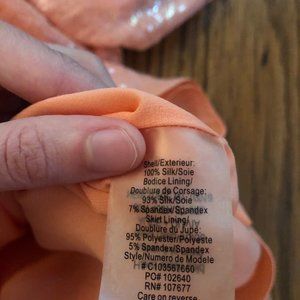 Shell/Exterieur:
100% Silk/Soie
Bodice Lining/
Doublure de Corsage:
93% Silk/Soie
7% Spandex/Spandex
Skirt Lining/
Doublure du Jupe:
95% Polyester/Polyeste
5% Spandex/Spandex
Style/Numero de Modele
# C103567660
PO# 102640
RN# 107677
Care on reverse